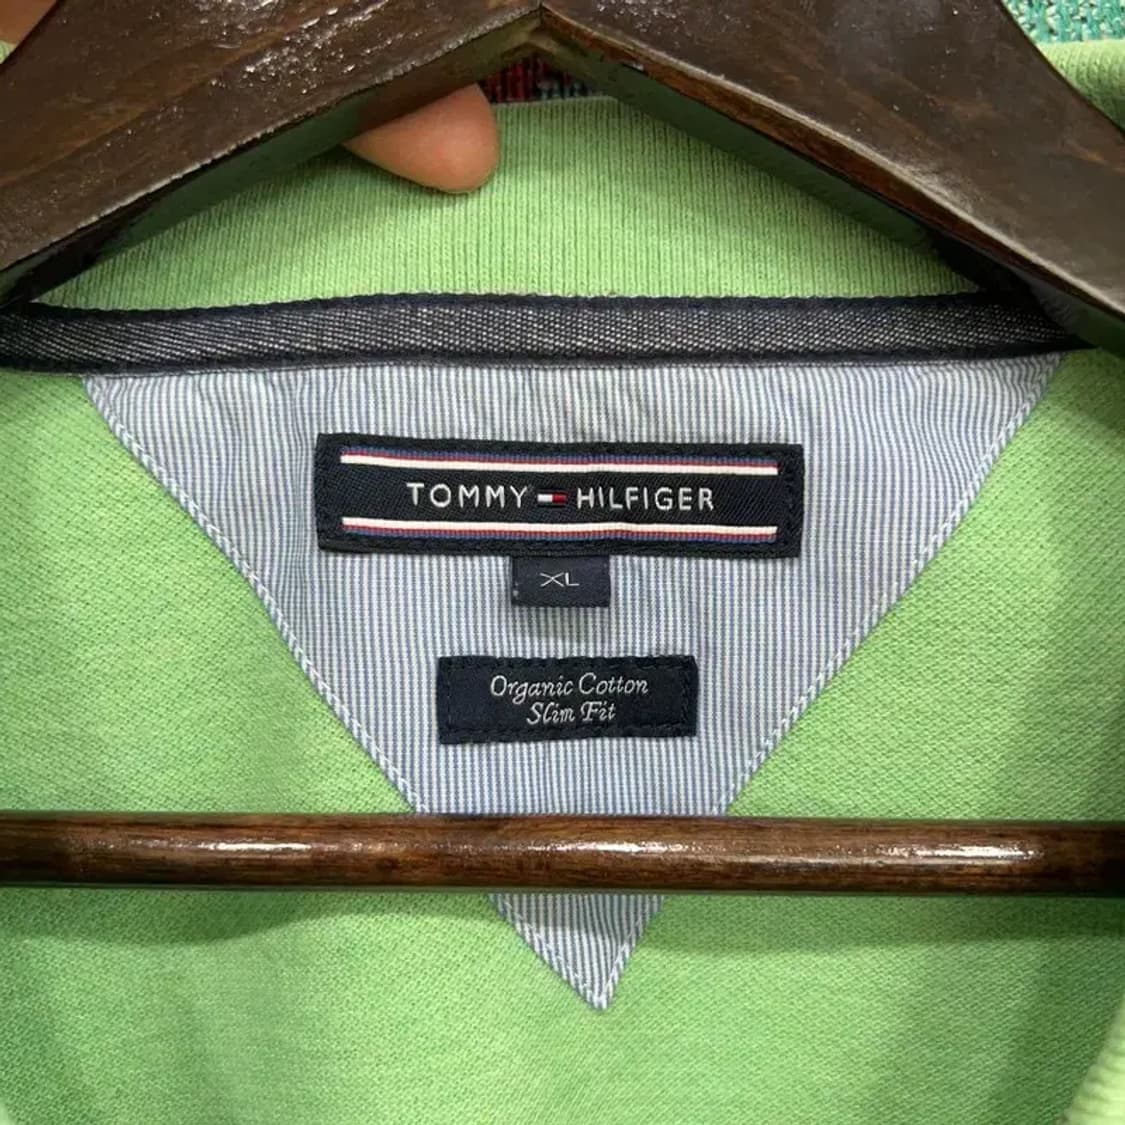 TOMMY HILFIGER
XL
Organic Cotton
Slim Fit